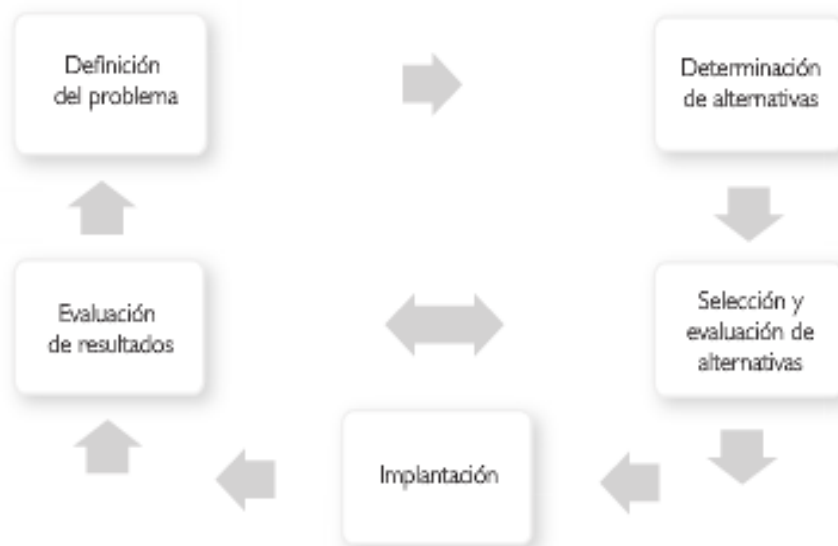 Definición
del problema
Determinación
de alternativas
Evaluación
de resultados
Selección y
evaluación de
alternativas
Implantación